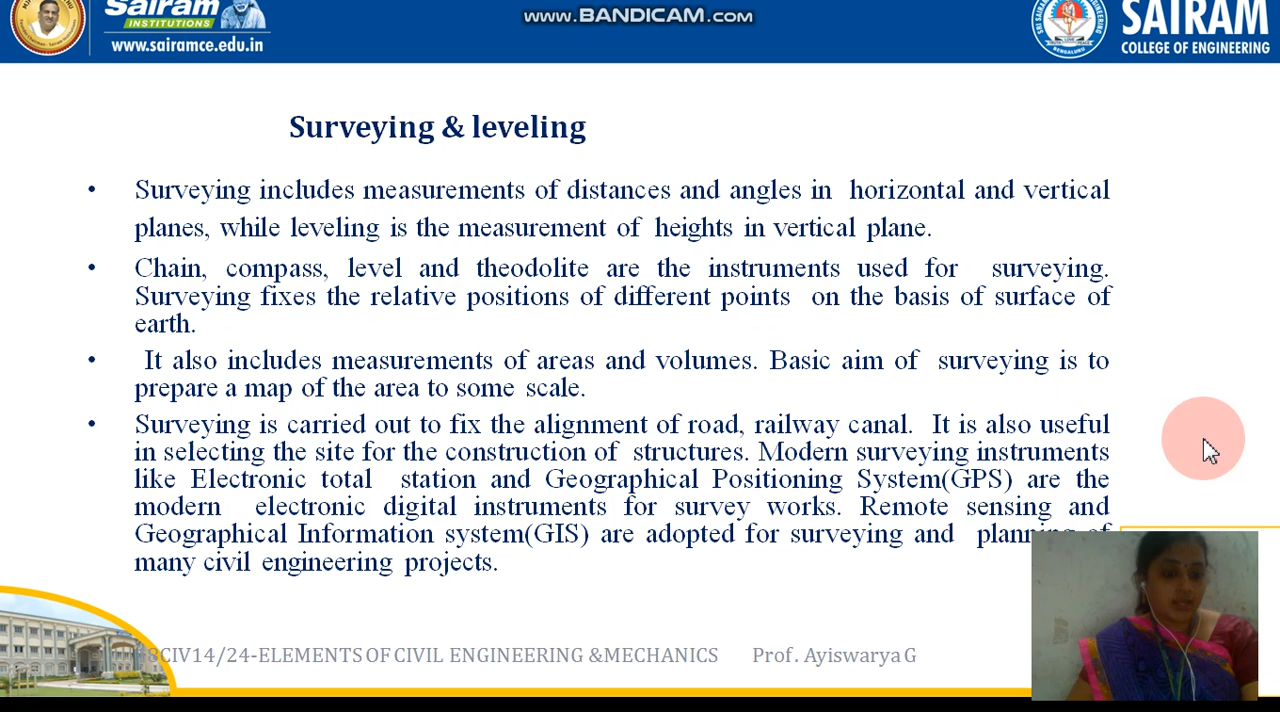 www.BANDICAM.com
Sairam
INSTITUTIONS
www.sairamce.edu.in
SAIRAM
COLLEGE OF ENGINEERING
Surveying & leveling
• Surveying includes measurements of distances and angles in horizontal and vertical
planes, while leveling is the measurement of heights in vertical plane.
• Chain, compass, level and theodolite are the instruments used for surveying.
Surveying fixes the relative positions of different points on the basis of surface of
earth.
• It also includes measurements of areas and volumes. Basic aim of surveying is to
prepare a map of the area to some scale.
• Surveying is carried out to fix the alignment of road, railway canal. It is also useful
in selecting the site for the construction of structures. Modern surveying instruments
like Electronic total station and Geographical Positioning System(GPS) are the
modern electronic digital instruments for survey works. Remote sensing and
Geographical Information system(GIS) are adopted for surveying and planning of
many civil engineering projects.
8CIV14/24-ELEMENTS OF CIVIL ENGINEERING &MECHANICS Prof. Ayiswarya G